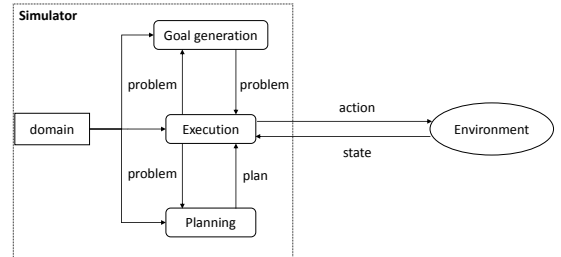 Simulator
Goal generation
problem
problem
action
domain
Execution
Environment
state
problem
plan
Planning